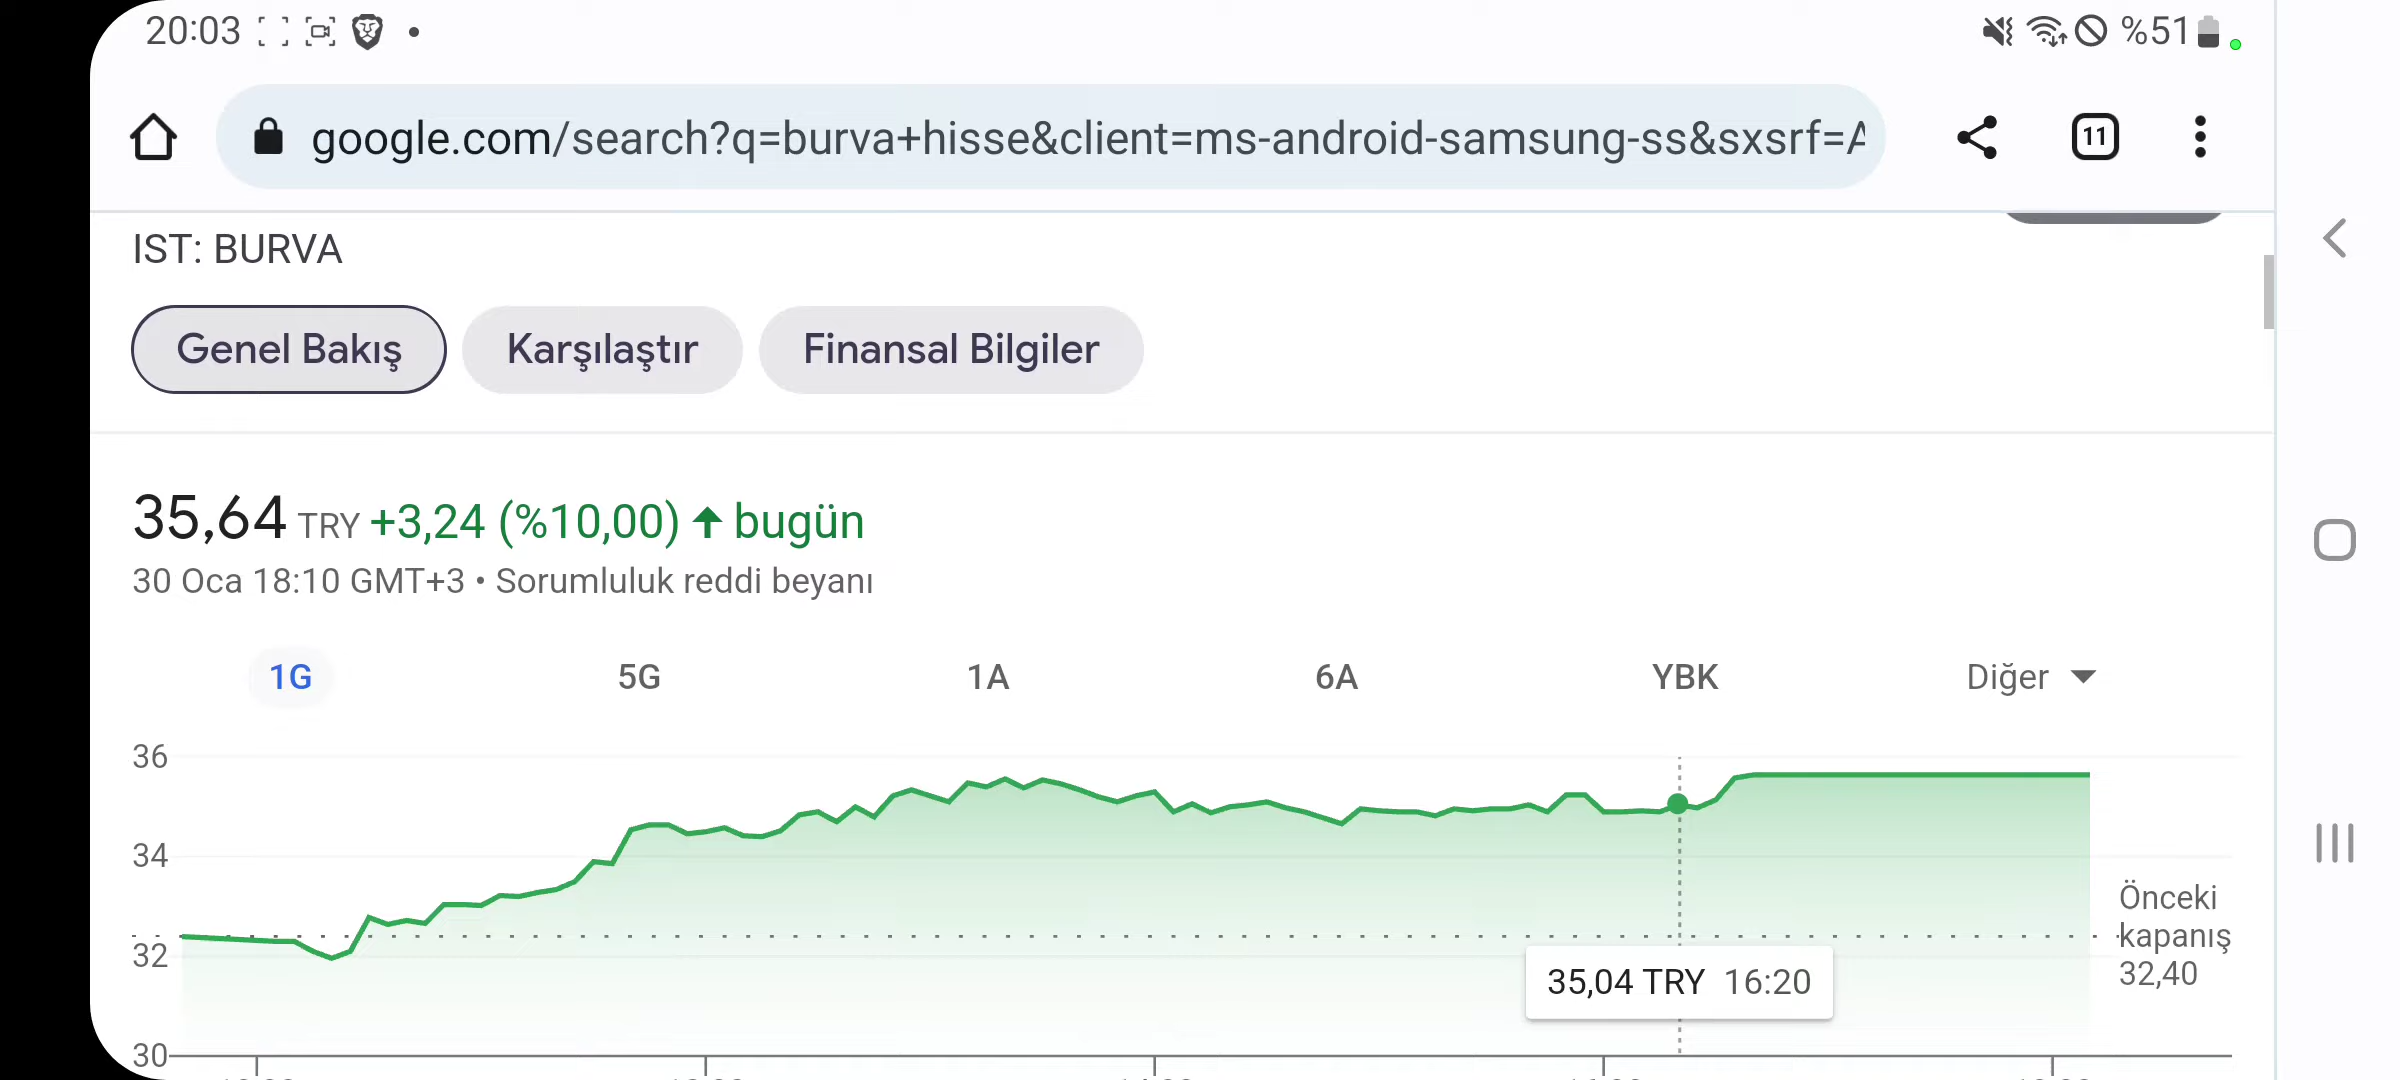 20:03
%51
google.com/search?q=burva+hisse&client=ms-android-samsung-ss&sxsrf=A
11
IST: BURVA
Genel Bakış Karşılaştır Finansal Bilgiler
35,64 TRY +3,24 (%10,00) ↑ bugün
30 Oca 18:10 GMT+3 • Sorumluluk reddi beyanı
1G 5G 1A 6A YBK Diğer
36
34
32
30
Önceki
kapanış
32,40
35,04 TRY 16:20